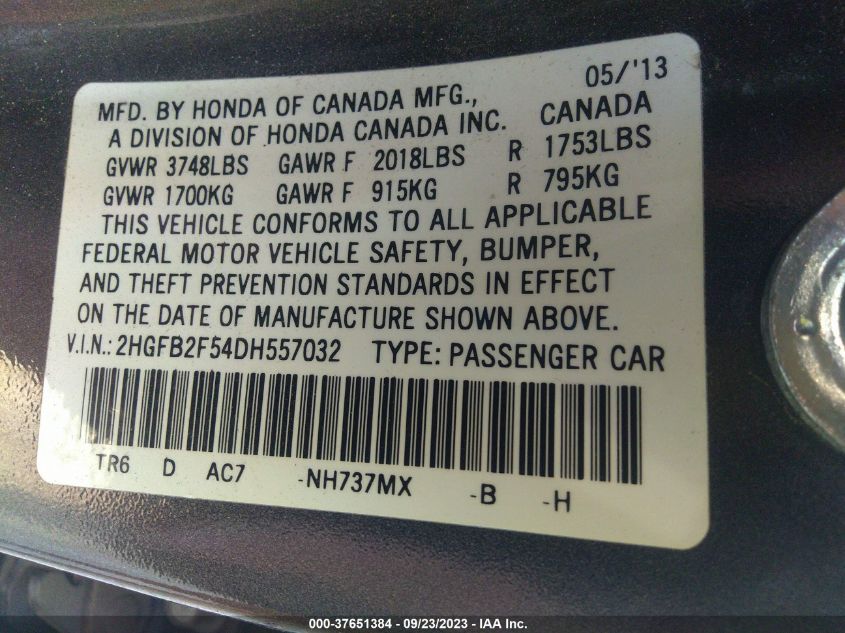 05/'13
MFD. BY HONDA OF CANADA MFG.,
A DIVISION OF HONDA CANADA INC. CANADA
GVWR 3748LBS GAWR F 2018LBS R 1753LBS
GVWR 1700KG GAWR F 915KG R 795KG
THIS VEHICLE CONFORMS TO ALL APPLICABLE
FEDERAL MOTOR VEHICLE SAFETY, BUMPER,
AND THEFT PREVENTION STANDARDS IN EFFECT
ON THE DATE OF MANUFACTURE SHOWN ABOVE.
V.I.N.: 2HGFB2F54DH557032 TYPE: PASSENGER CAR
TR6 D AC7 -NH737MX -B -H
000-37651384 - 09/23/2023 - IAA Inc.